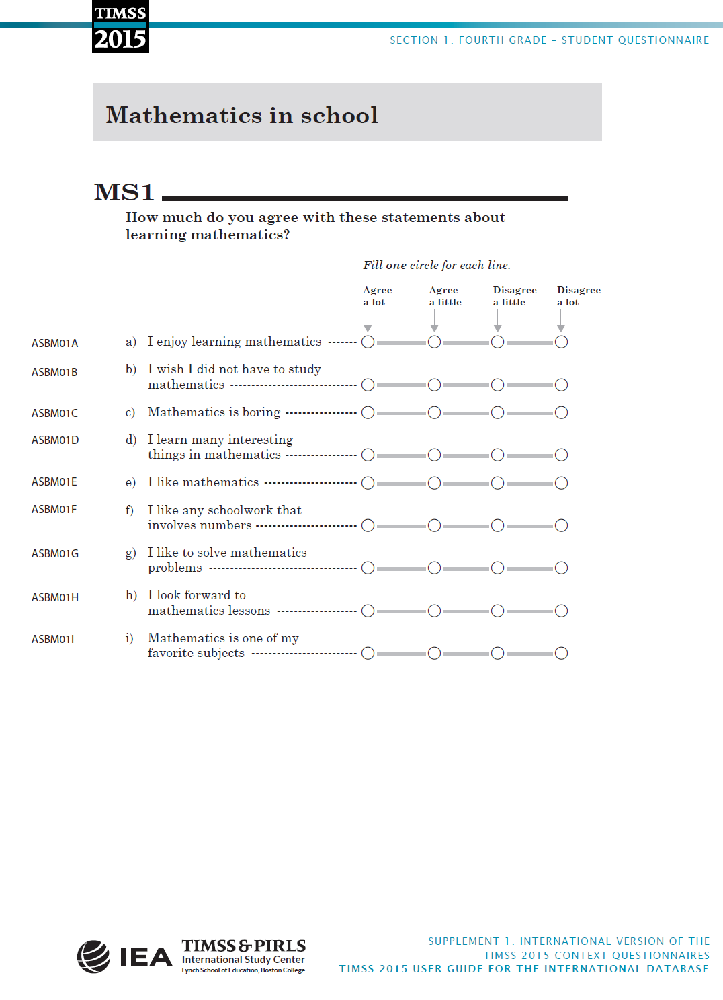 TIMSS
2015
SECTION 1: FOURTH GRADE – STUDENT QUESTIONNAIRE
Mathematics in school
MS1
How much do you agree with these statements about
learning mathematics?
Fill one circle for each line.
Agree a lot Agree a little Disagree a little Disagree a lot
ASBM01A a) I enjoy learning mathematics
ASBM01B b) I wish I did not have to study
mathematics
ASBM01C c) Mathematics is boring
ASBM01D d) I learn many interesting
things in mathematics
ASBM01E e) I like mathematics
ASBM01F f) I like any schoolwork that
involves numbers
ASBM01G g) I like to solve mathematics
problems
ASBM01H h) I look forward to
mathematics lessons
ASBM01I i) Mathematics is one of my
favorite subjects
IEA
TIMSS & PIRLS
International Study Center
Lynch School of Education, Boston College
SUPPLEMENT 1: INTERNATIONAL VERSION OF THE
TIMSS 2015 CONTEXT QUESTIONNAIRES
TIMSS 2015 USER GUIDE FOR THE INTERNATIONAL DATABASE